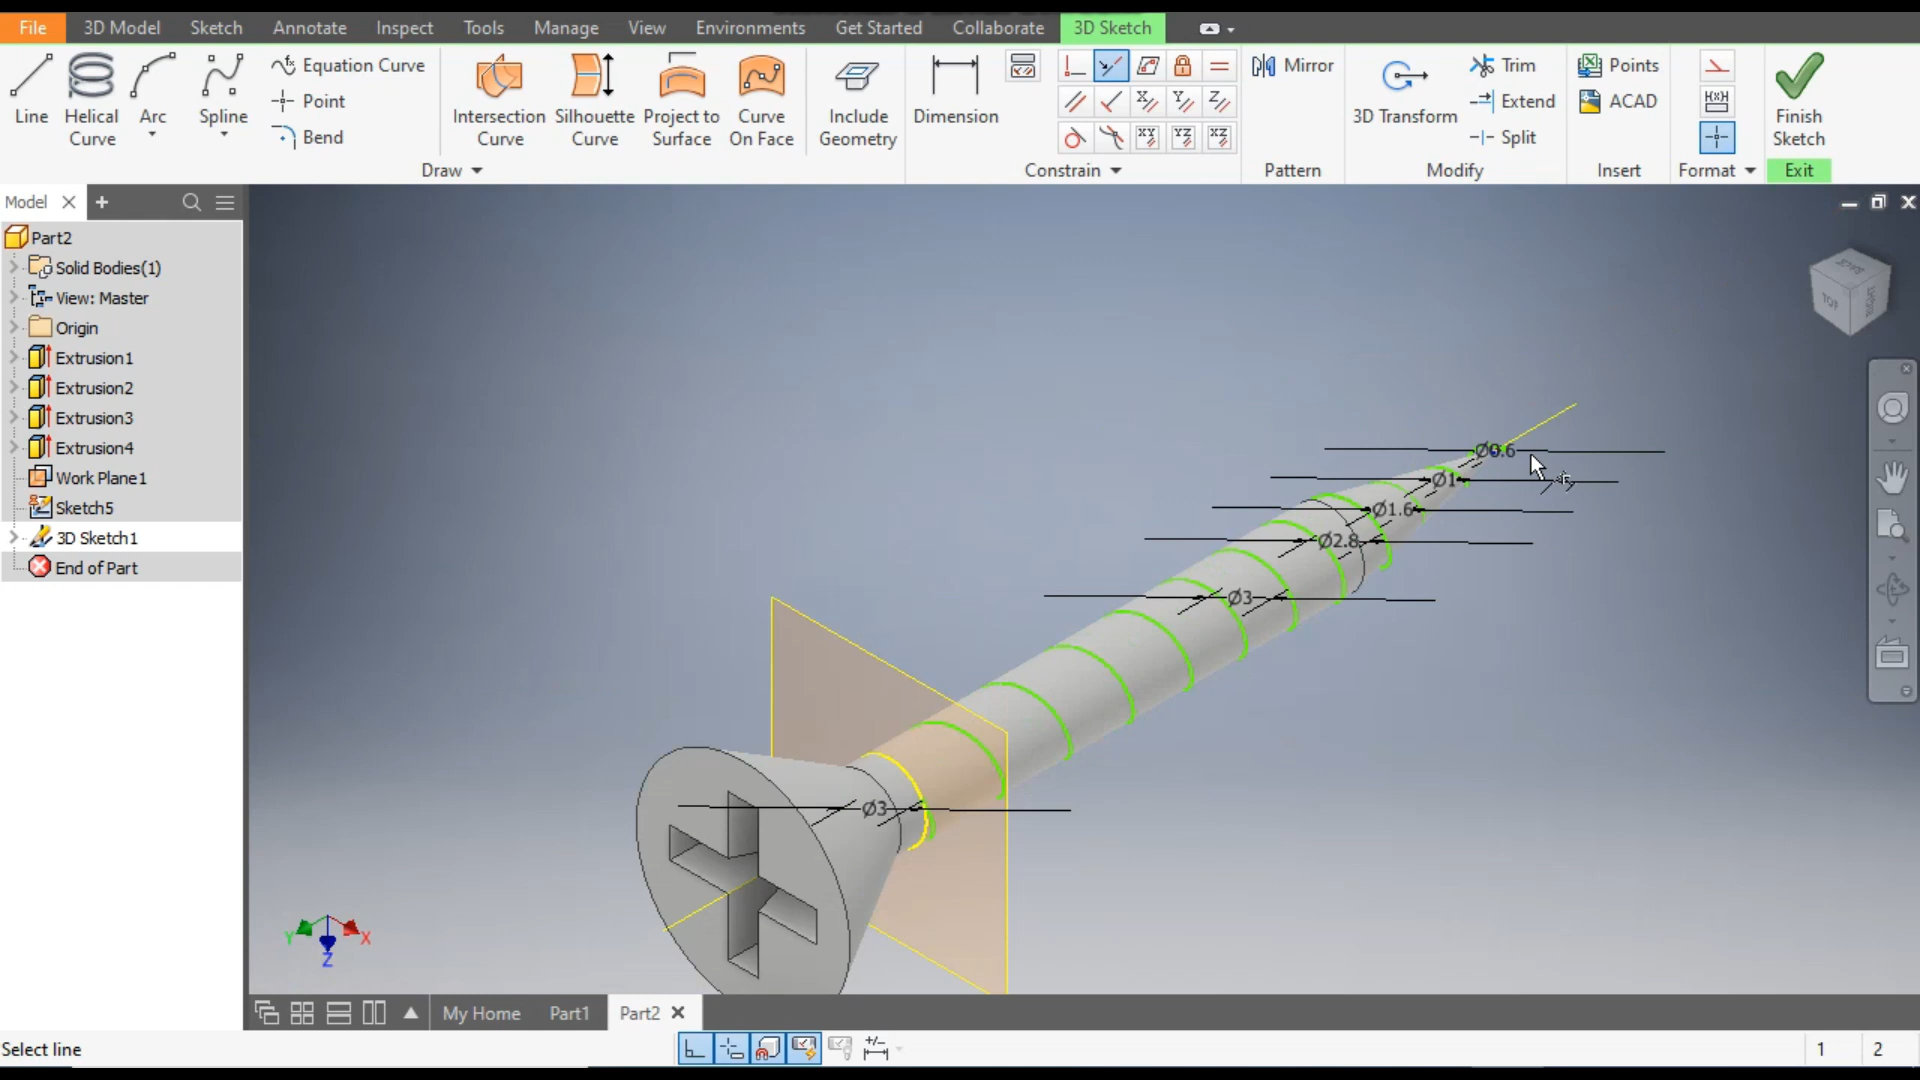 File 3D Model Sketch Annotate Inspect Tools Manage View Environments Get Started Collaborate 3D Sketch
Line
Helical Curve
Arc
Spline
Equation Curve
Point
Bend
Intersection Curve
Silhouette Curve
Project to Surface
Curve On Face
Include Geometry
Dimension
Mirror
3D Transform
Trim
Extend
Split
Points
ACAD
Finish Sketch
Draw Constrain Pattern Modify Insert Format Exit
Model
Part2
Solid Bodies(1)
View: Master
Origin
Extrusion1
Extrusion2
Extrusion3
Extrusion4
Work Plane1
Sketch5
3D Sketch1
End of Part
Ø0.6
Ø1
Ø1.6
Ø2.8
Ø3
Ø3
TOP
RIGHT
BACK
Y X
Z
My Home Part1 Part2
Select line
1 2